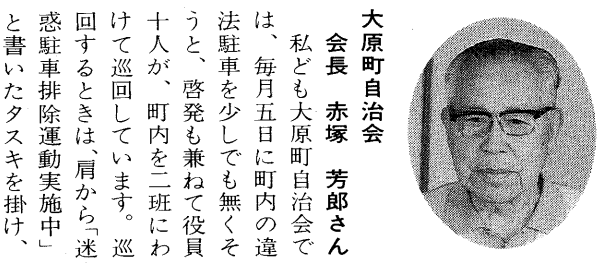 大原町自治会
会長 赤塚 芳郎さん
私ども大原町自治会で
は、毎月五日に町内の違
法駐車を少しでも無くそ
うと、啓発も兼ねて役員
十人が、町内を二班にわ
けて巡回しています。巡
回するときは、肩から「迷
惑駐車排除運動実施中」
と書いたタスキを掛け、